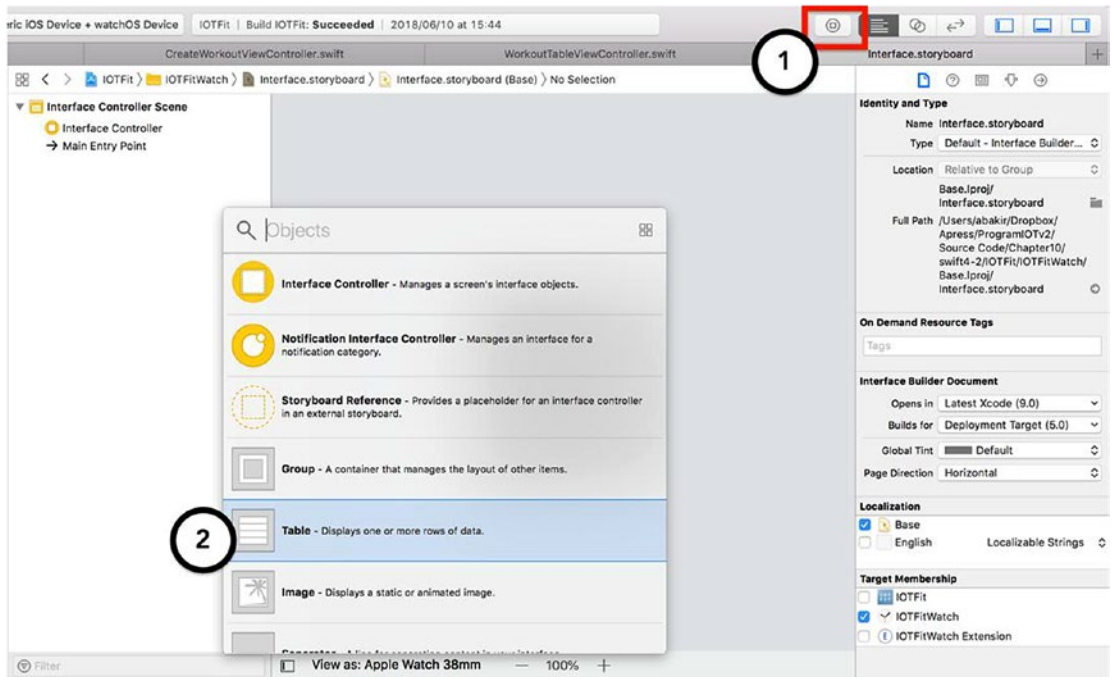 eric iOS Device + watchOS Device
IOTFit | Build IOTFit: Succeeded | 2018/06/10 at 15:44
CreateWorkoutViewController.swift
WorkoutTableViewController.swift
Interface.storyboard
1
IOTFit
IOTFitWatch
Interface.storyboard
Interface.storyboard (Base)
No Selection
Interface Controller Scene
Interface Controller
Main Entry Point
Objects
Interface Controller - Manages a screen's interface objects.
Notification Interface Controller - Manages an interface for a
notification category.
Storyboard Reference - Provides a placeholder for an interface controller
in an external storyboard.
Group - A container that manages the layout of other items.
2
Table - Displays one or more rows of data.
Image - Displays a static or animated image.
Filter
View as: Apple Watch 38mm
100%
Identity and Type
Name Interface.storyboard
Type Default - Interface Builder...
Location Relative to Group
Base.lproj/
Interface.storyboard
Full Path /Users/abakir/Dropbox/
Apress/ProgramIOTv2/
Source Code/Chapter10/
swift4-2/IOTFit/IOTFitWatch/
Base.lproj/
Interface.storyboard
On Demand Resource Tags
Tags
Interface Builder Document
Opens in Latest Xcode (9.0)
Builds for Deployment Target (5.0)
Global Tint Default
Page Direction Horizontal
Localization
Base
English Localizable Strings
Target Membership
IOTFit
IOTFitWatch
IOTFitWatch Extension